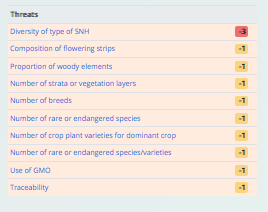 Threats
Diversity of type of SNH -3
Composition of flowering strips -1
Proportion of woody elements -1
Number of strata or vegetation layers -1
Number of breeds -1
Number of rare or endangered species -1
Number of crop plant varieties for dominant crop -1
Number of rare or endangered species/varieties -1
Use of GMO -1
Traceability -1